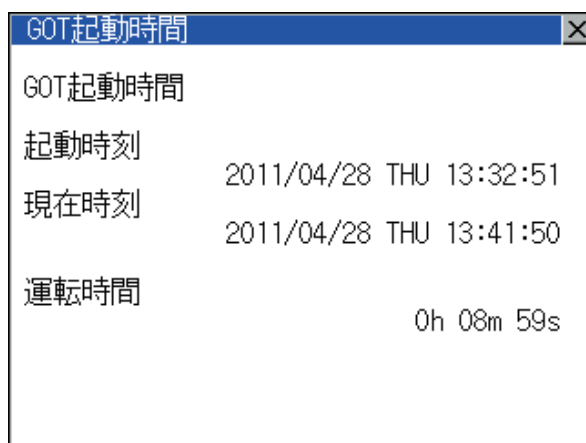 GOT起動時間
GOT起動時間
起動時刻
2011/04/28 THU 13:32:51
現在時刻
2011/04/28 THU 13:41:50
運転時間
0h 08m 59s